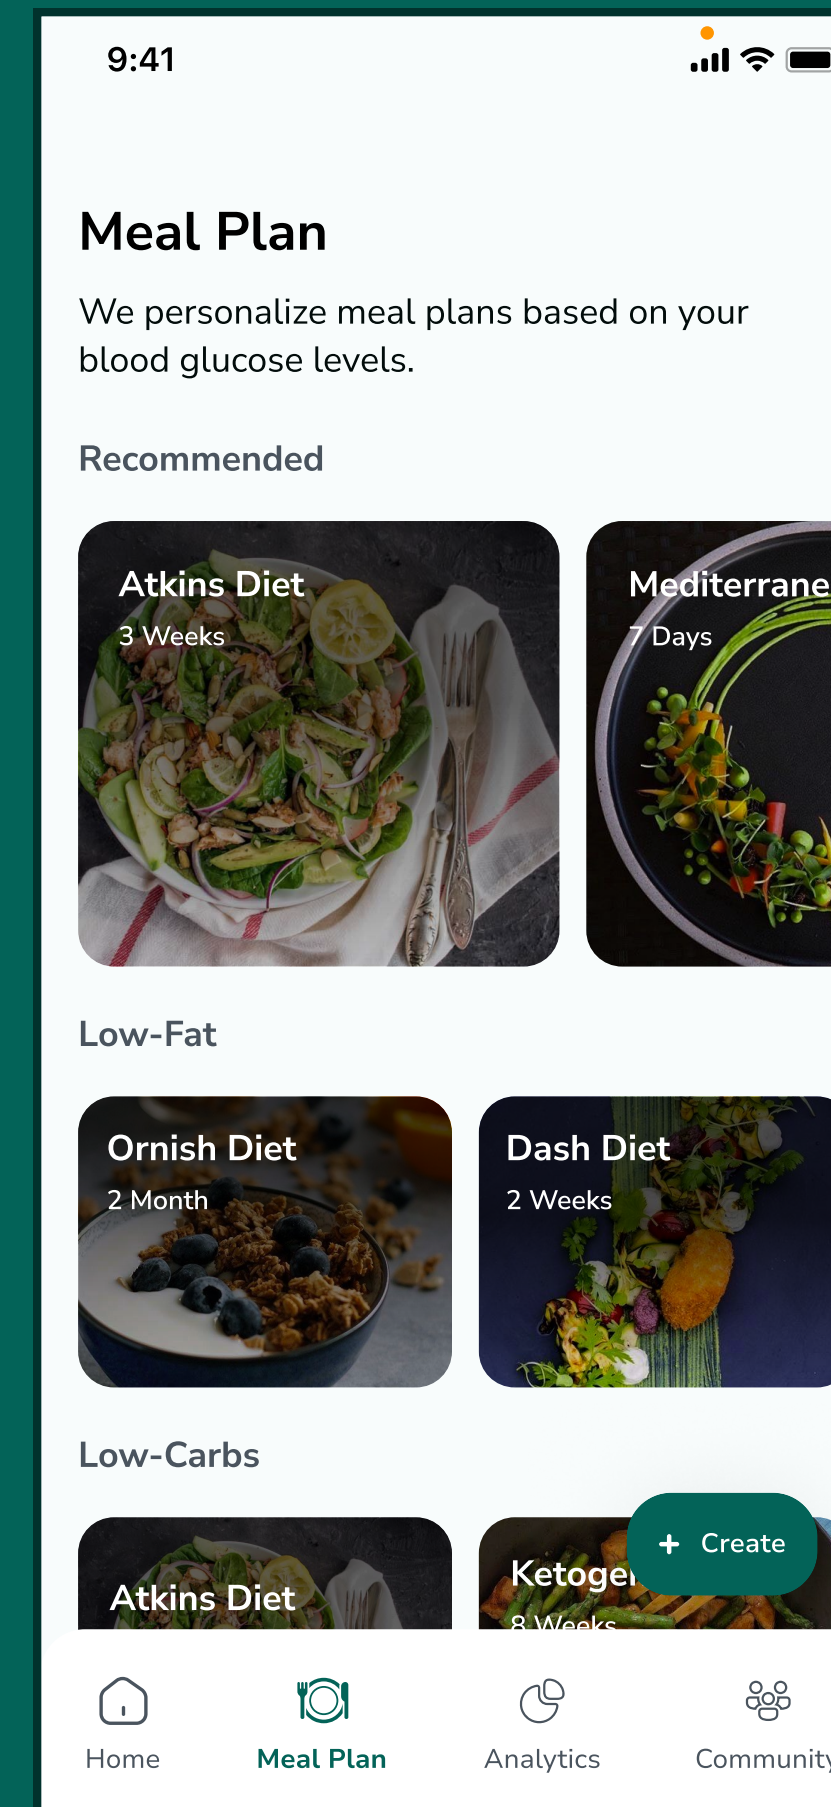 9:41
Meal Plan
We personalize meal plans based on your
blood glucose levels.
Recommended
Atkins Diet
3 Weeks
Mediterrane
7 Days
Low-Fat
Ornish Diet
2 Month
Dash Diet
2 Weeks
Low-Carbs
Atkins Diet
Ketoge
8 Weeks
+ Create
Home
Meal Plan
Analytics
Community